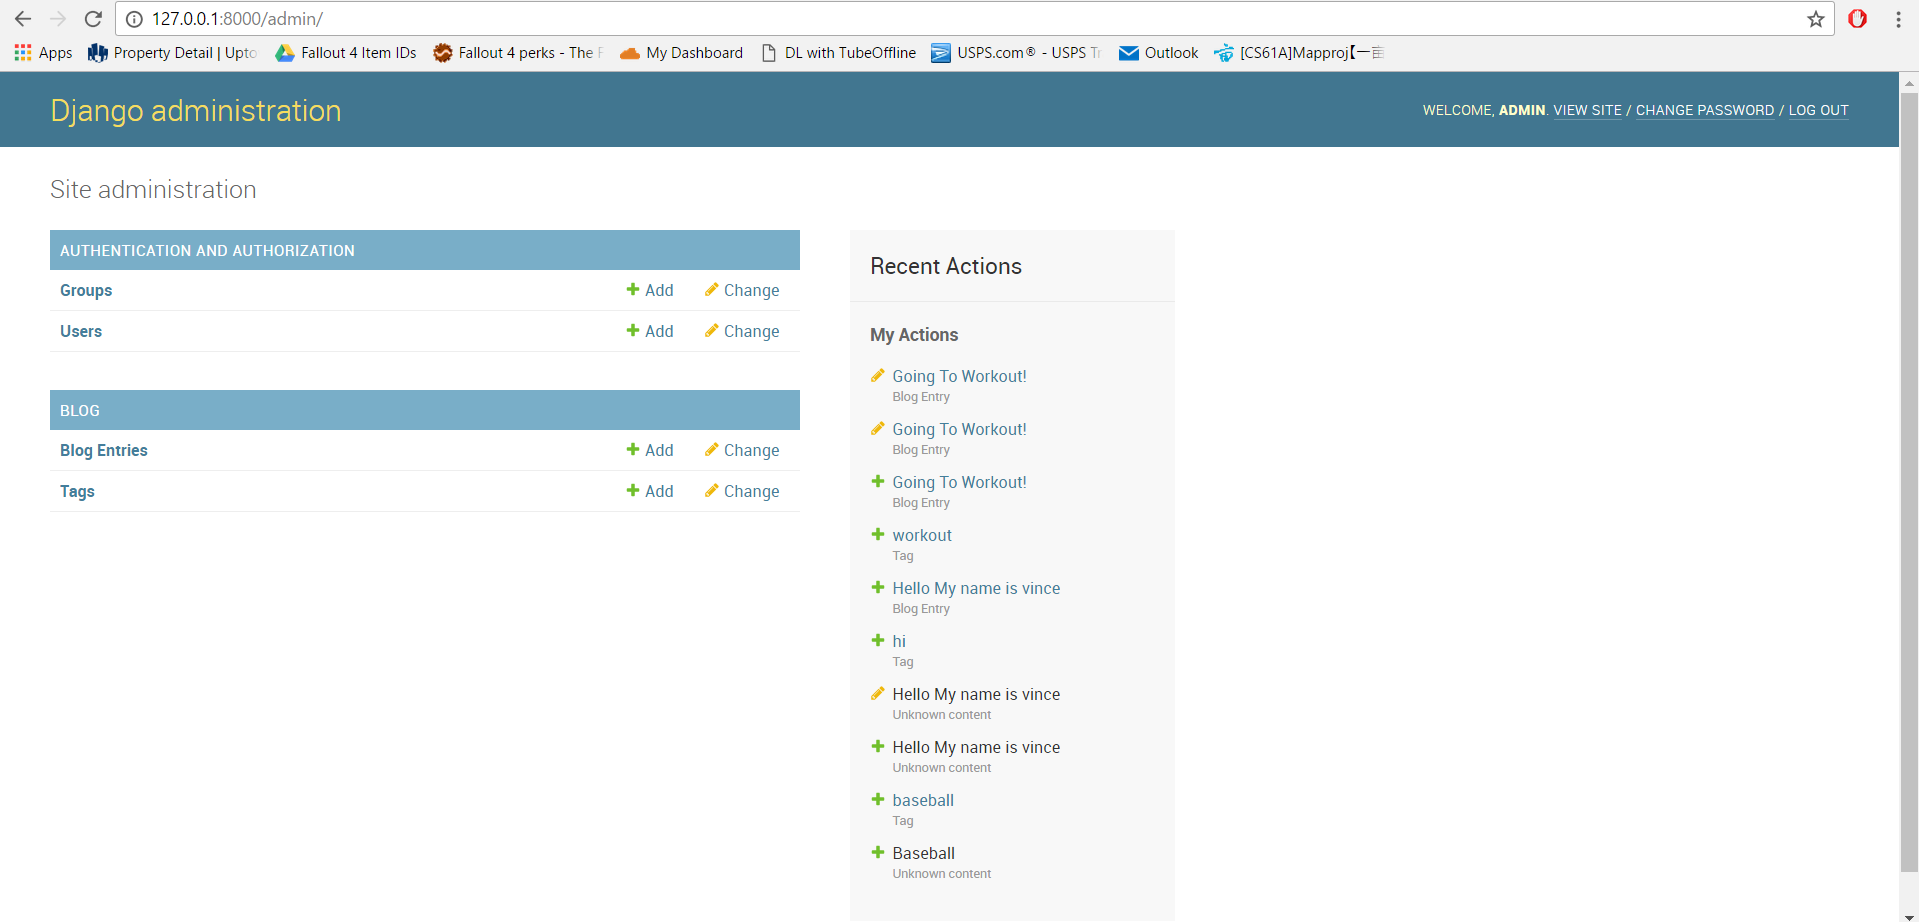 127.0.0.1:8000/admin/
Apps Property Detail | Upto Fallout 4 Item IDs Fallout 4 perks - The F My Dashboard DL with TubeOffline USPS.com® - USPS Tr Outlook [CS61A]Mapproj【一亩
Django administration
WELCOME, ADMIN. VIEW SITE / CHANGE PASSWORD / LOG OUT
Site administration
AUTHENTICATION AND AUTHORIZATION
Groups Add Change
Users Add Change
BLOG
Blog Entries Add Change
Tags Add Change
Recent Actions
My Actions
Going To Workout!
Blog Entry
Going To Workout!
Blog Entry
Going To Workout!
Blog Entry
workout
Tag
Hello My name is vince
Blog Entry
hi
Tag
Hello My name is vince
Unknown content
Hello My name is vince
Unknown content
baseball
Tag
Baseball
Unknown content